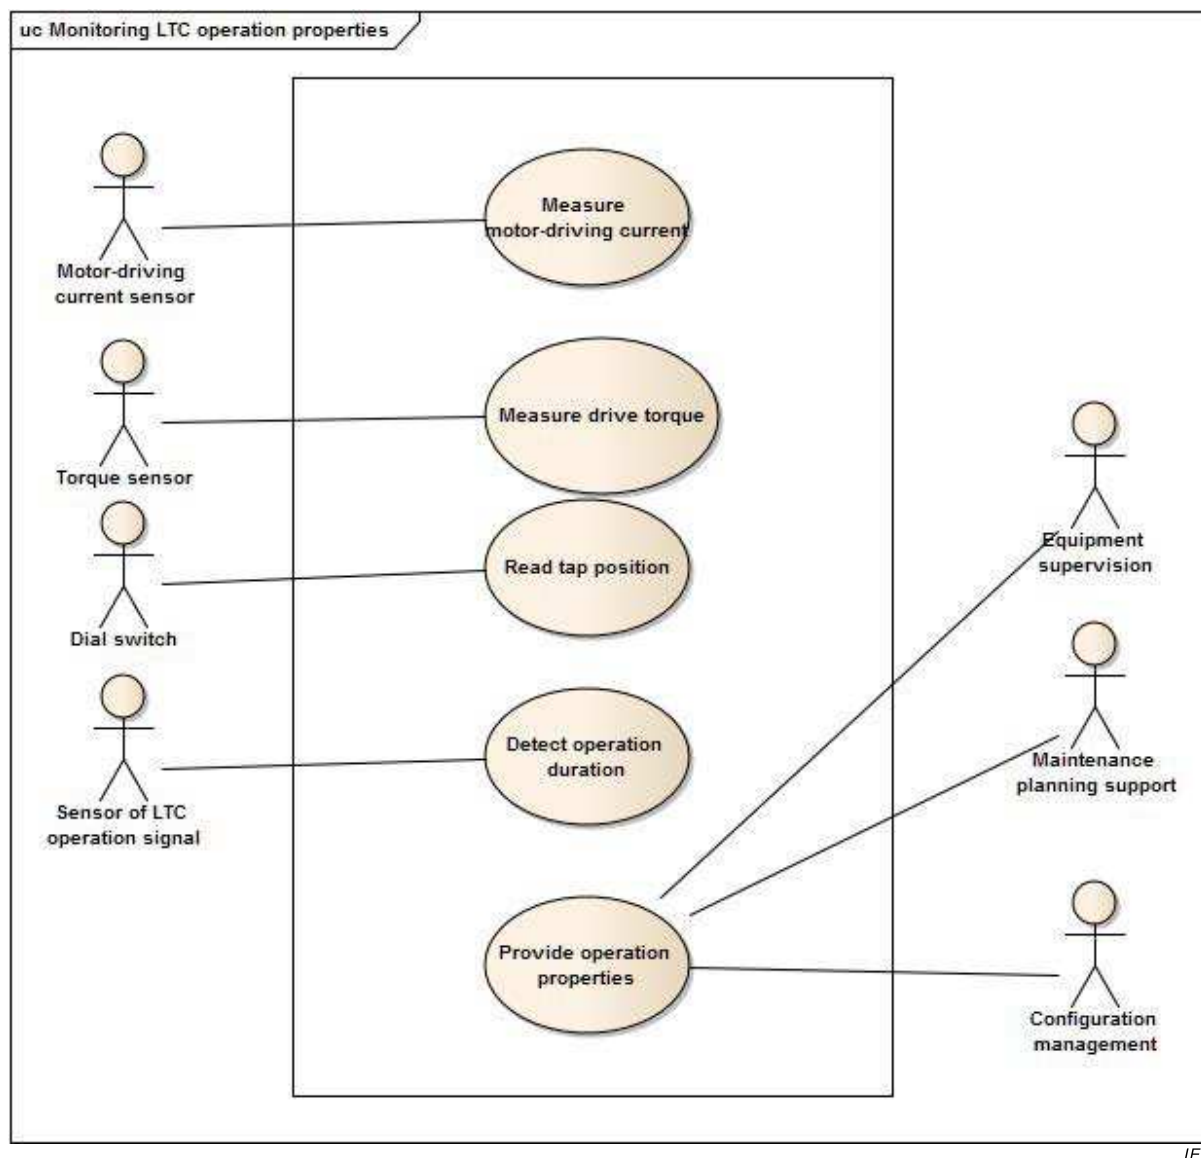 uc Monitoring LTC operation properties
Measure
motor-driving current
Motor-driving
current sensor
Measure drive torque
Torque sensor
Read tap position
Dial switch
Equipment
supervision
Detect operation
duration
Sensor of LTC
operation signal
Maintenance
planning support
Provide operation
properties
Configuration
management